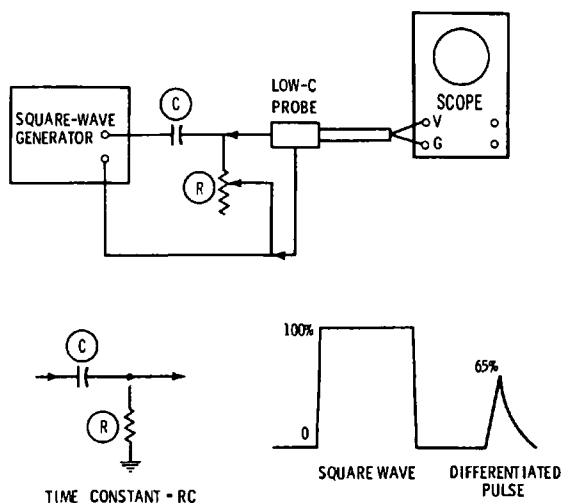 SQUARE-WAVE
GENERATOR
C
R
LOW-C
PROBE
SCOPE
V
G
C
R
TIME CONSTANT = RC
100%
0
SQUARE WAVE
65%
DIFFERENTIATED
PULSE